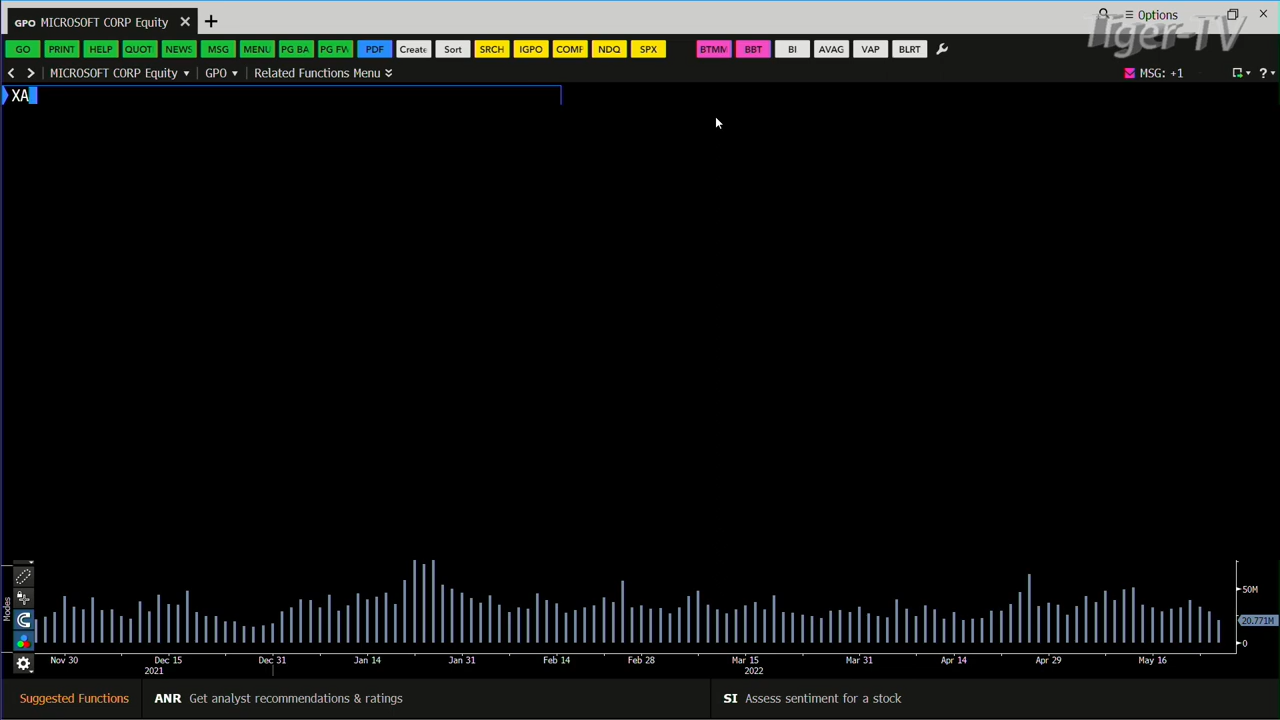 GPO MICROSOFT CORP Equity
Options
Tiger-TV
GO PRINT HELP QUOT NEWS MSG MENU PG BA PG FW PDF Create Sort SRCH IGPO COMF NDQ SPX BTMM BBT BI AVAG VAP BLRT
MICROSOFT CORP Equity GPO Related Functions Menu MSG: +1 ?
XA
Modes
50M
20.771M
0
Nov 30 Dec 15 Dec 31 Jan 14 Jan 31 Feb 14 Feb 28 Mar 15 Mar 31 Apr 14 Apr 29 May 16
2021 2022
Suggested Functions ANR Get analyst recommendations & ratings SI Assess sentiment for a stock